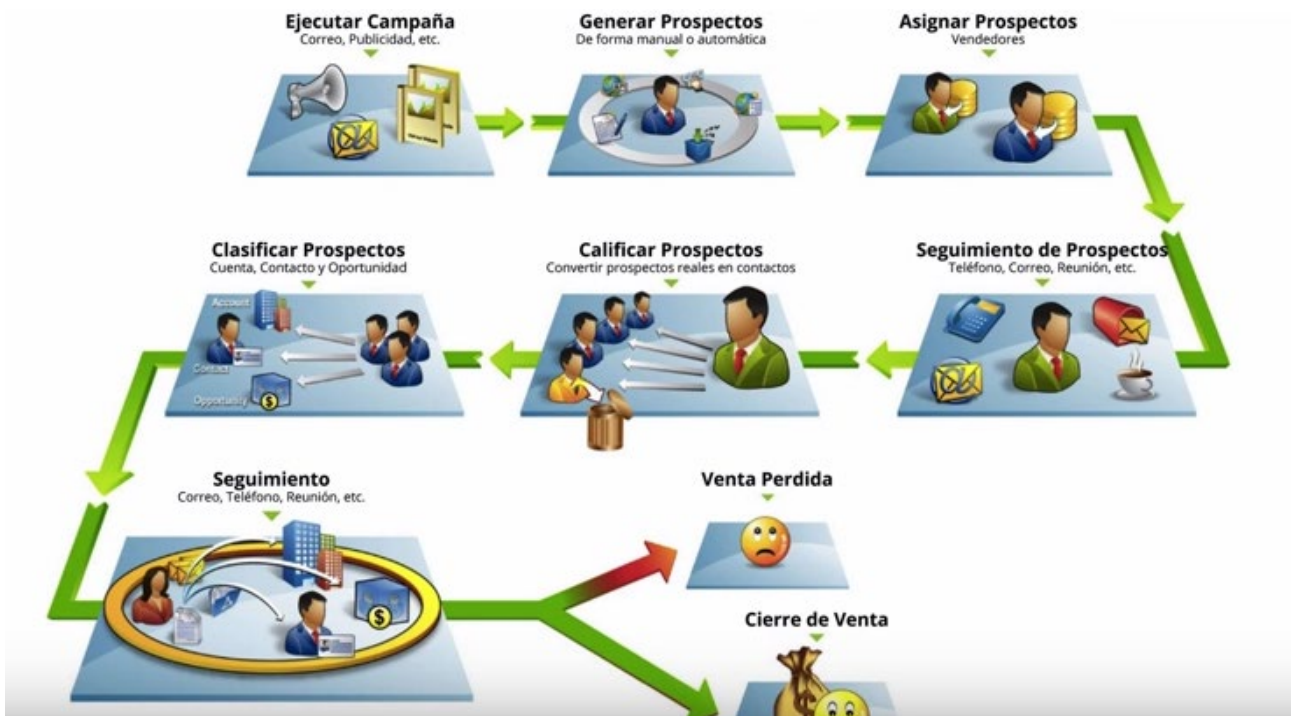 Ejecutar Campaña
Correo, Publicidad, etc.
Generar Prospectos
De forma manual o automática
Asignar Prospectos
Vendedores
Clasificar Prospectos
Cuenta, Contacto y Oportunidad
Account
Contact
Opportunity
Calificar Prospectos
Convertir prospectos reales en contactos
Seguimiento de Prospectos
Teléfono, Correo, Reunión, etc.
Seguimiento
Correo, Teléfono, Reunión, etc.
Venta Perdida
Cierre de Venta